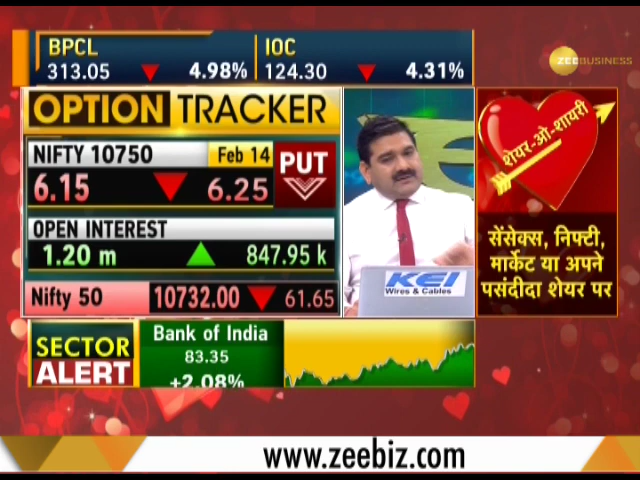 BPCL
313.05 4.98%
IOC
124.30 4.31%
ZEEBUSINESS
OPTION TRACKER
NIFTY 10750 Feb 14
6.15 6.25
PUT
OPEN INTEREST
1.20 m 847.95 k
Nifty 50 10732.00 61.65
KEI
Wires & Cables
शेयर-ओ-शायरी
सेंसेक्स, निफ्टी,
मार्केट या अपने
पसंदीदा शेयर पर
SECTOR
ALERT
Bank of India
83.35
+2.08%
www.zeebiz.com